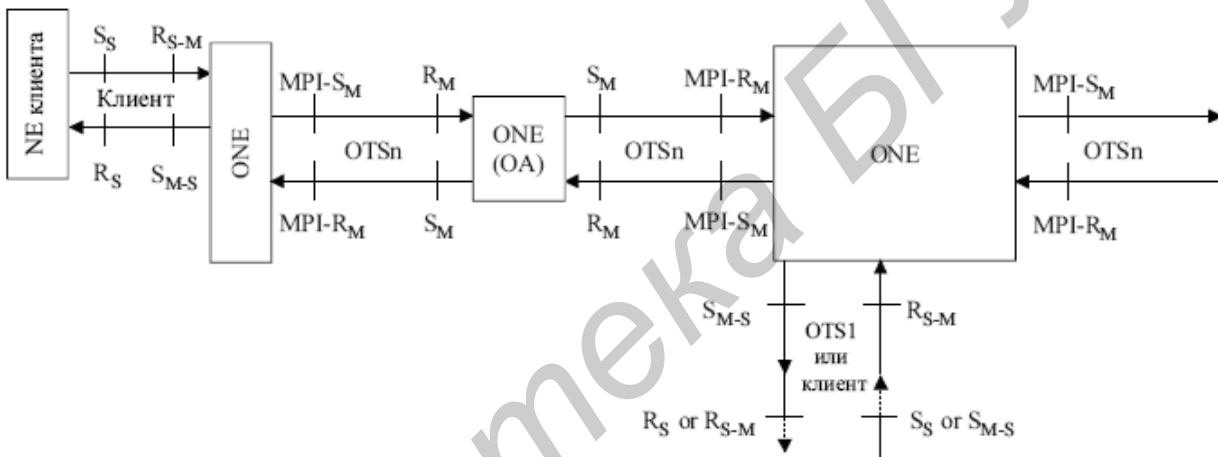 NE клиента
S_S
R_S-M
Клиент
R_S
S_M-S
ONE
MPI-S_M
R_M
OTSn
MPI-R_M
S_M
ONE
(OA)
S_M
MPI-R_M
OTSn
R_M
MPI-S_M
ONE
MPI-S_M
OTSn
MPI-R_M
S_M-S
R_S-M
OTS1
или
клиент
R_S or R_S-M
S_S or S_M-S
тека БГУ